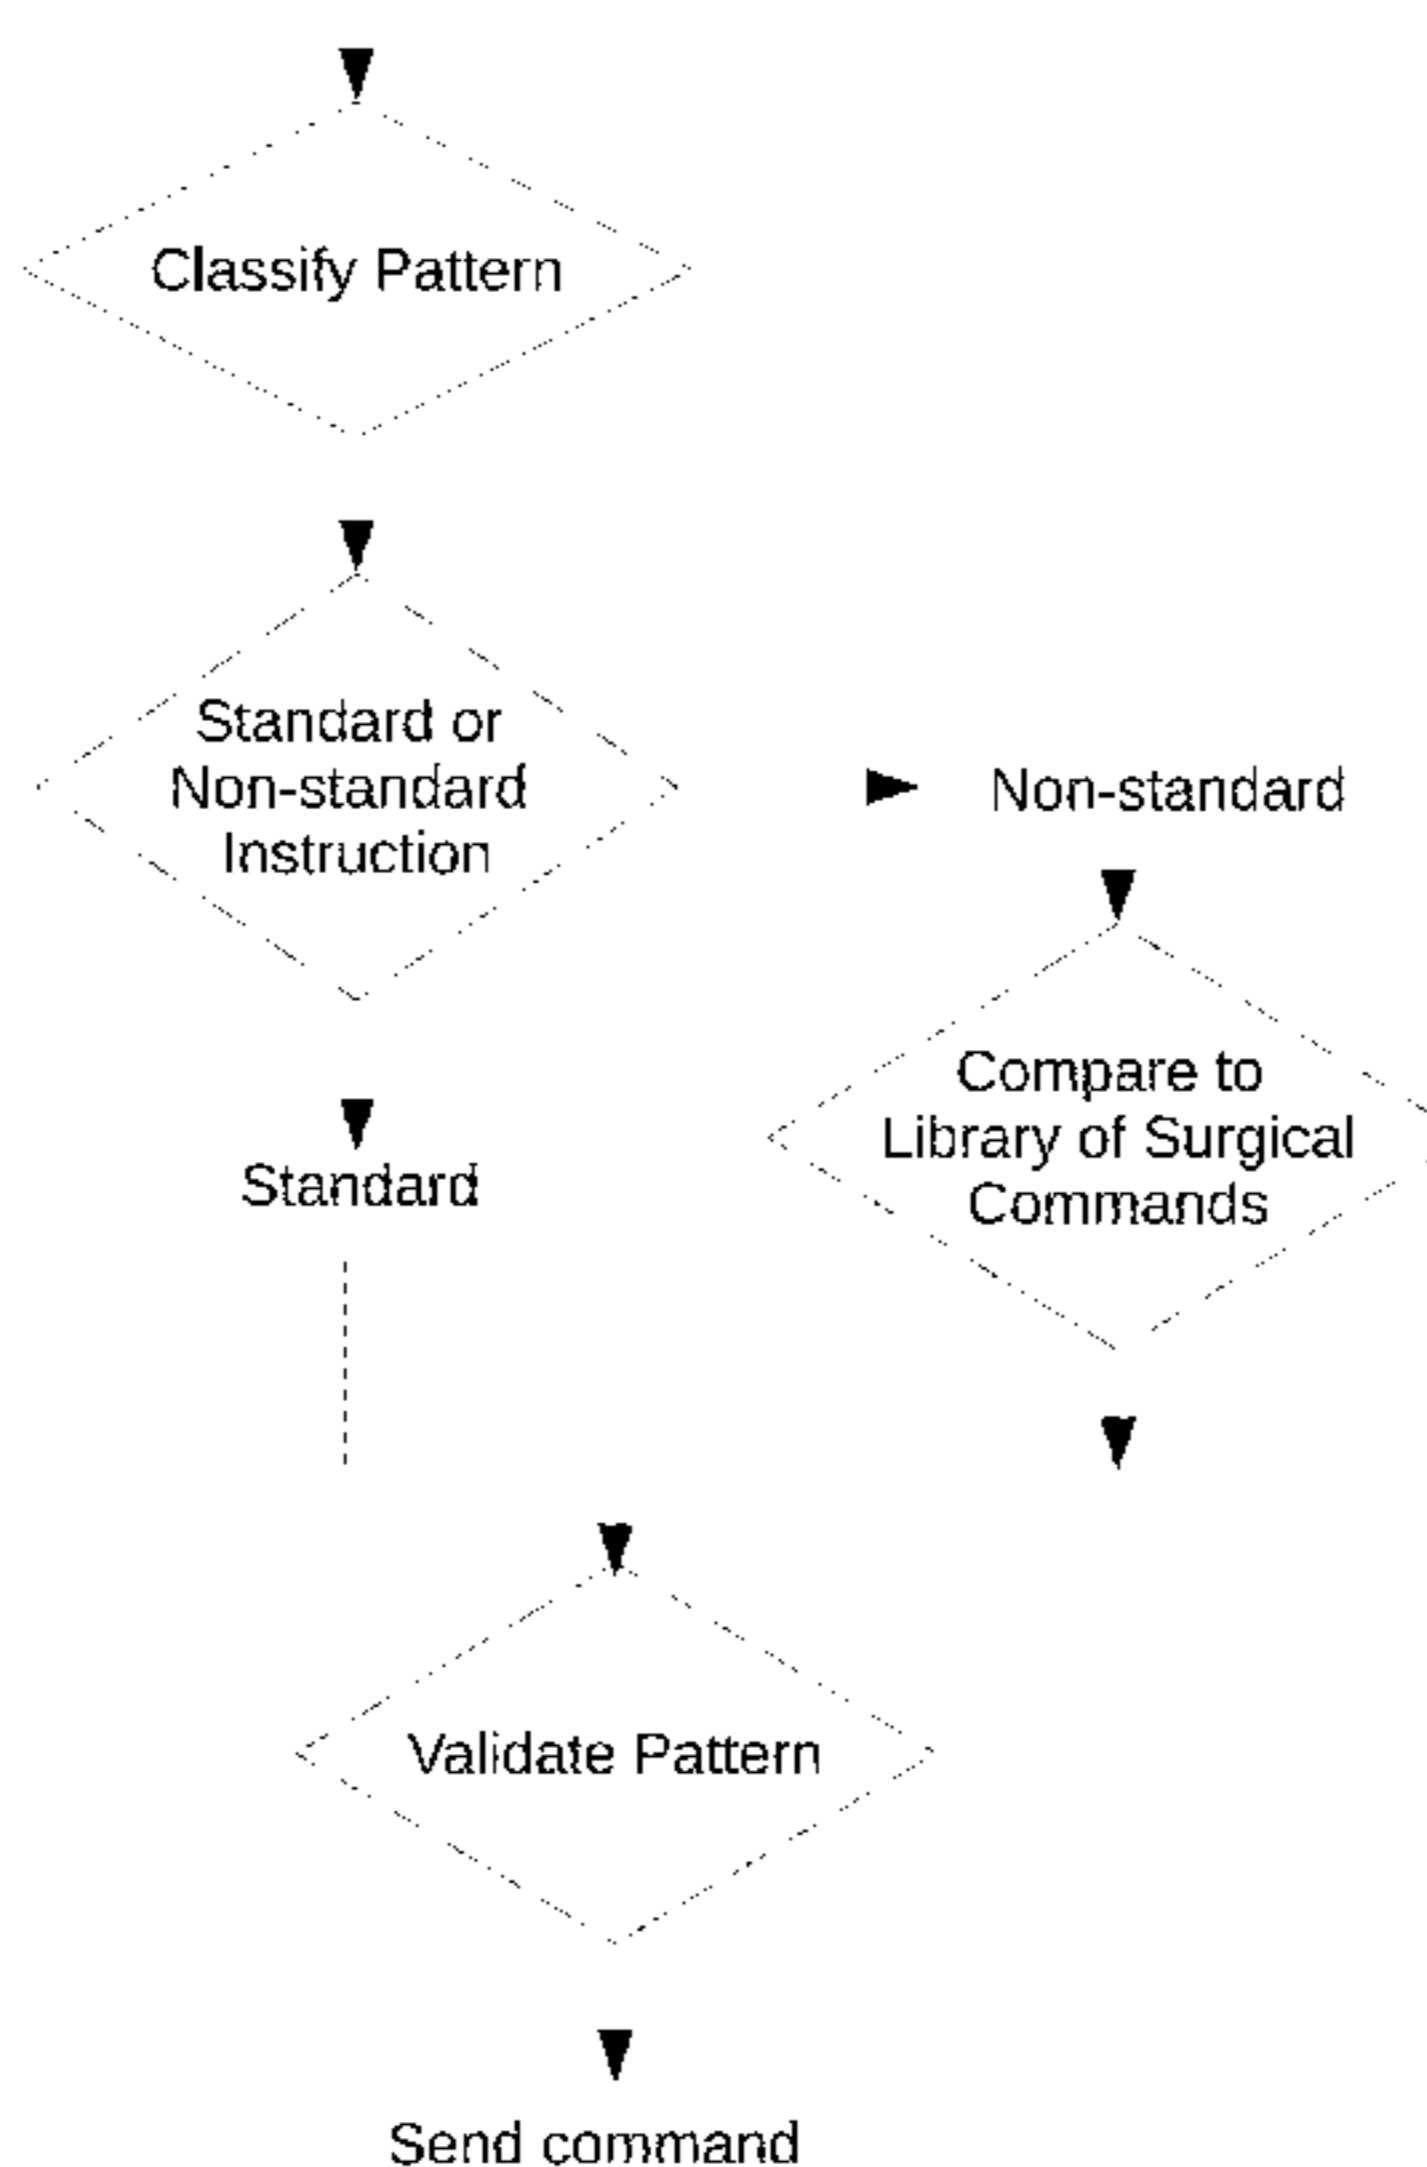 Classify Pattern
Standard or
Non-standard
Instruction
Non-standard
Compare to
Library of Surgical
Commands
Standard
Validate Pattern
Send command